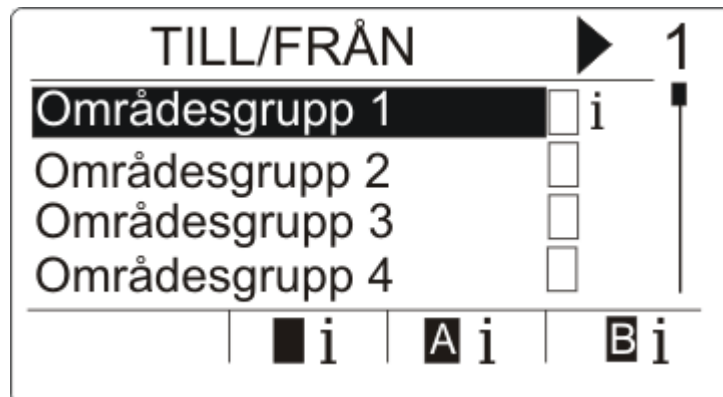 TILL/FRÅN 1
Områdesgrupp 1 i
Områdesgrupp 2
Områdesgrupp 3
Områdesgrupp 4
i A i B i